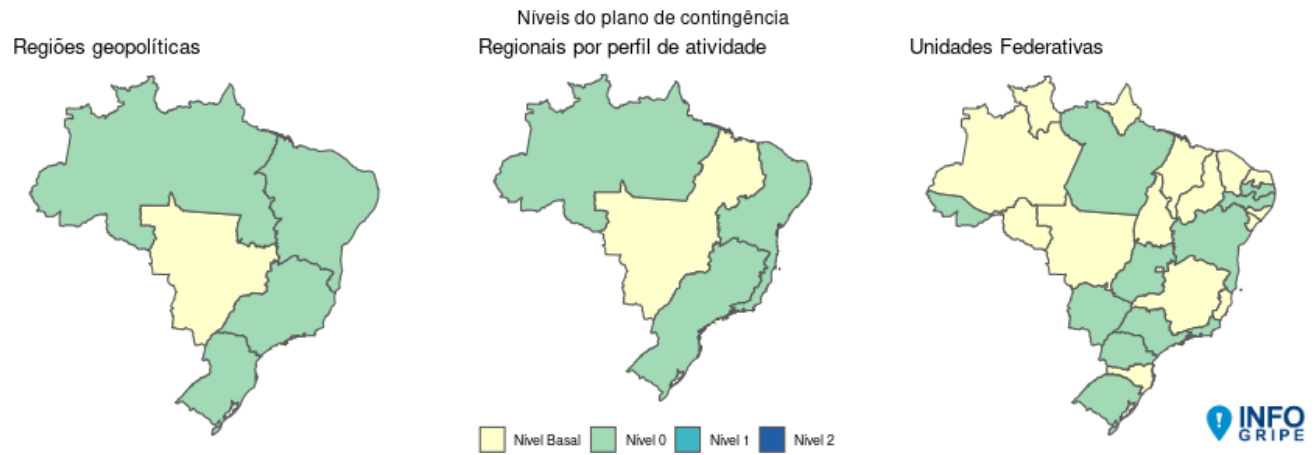 Níveis do plano de contingência
Regiões geopolíticas
Regionais por perfil de atividade
Unidades Federativas
Nível Basal
Nível 0
Nível 1
Nível 2
INFO
GRIPE